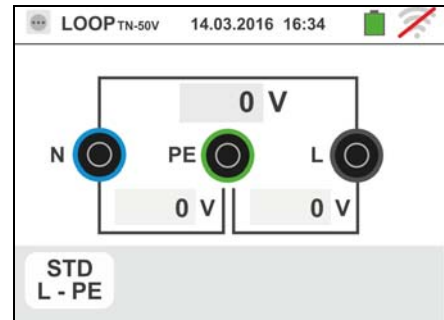 LOOP TN-50V 14.03.2016 16:34
0 V
N PE L
0 V 0 V
STD
L - PE